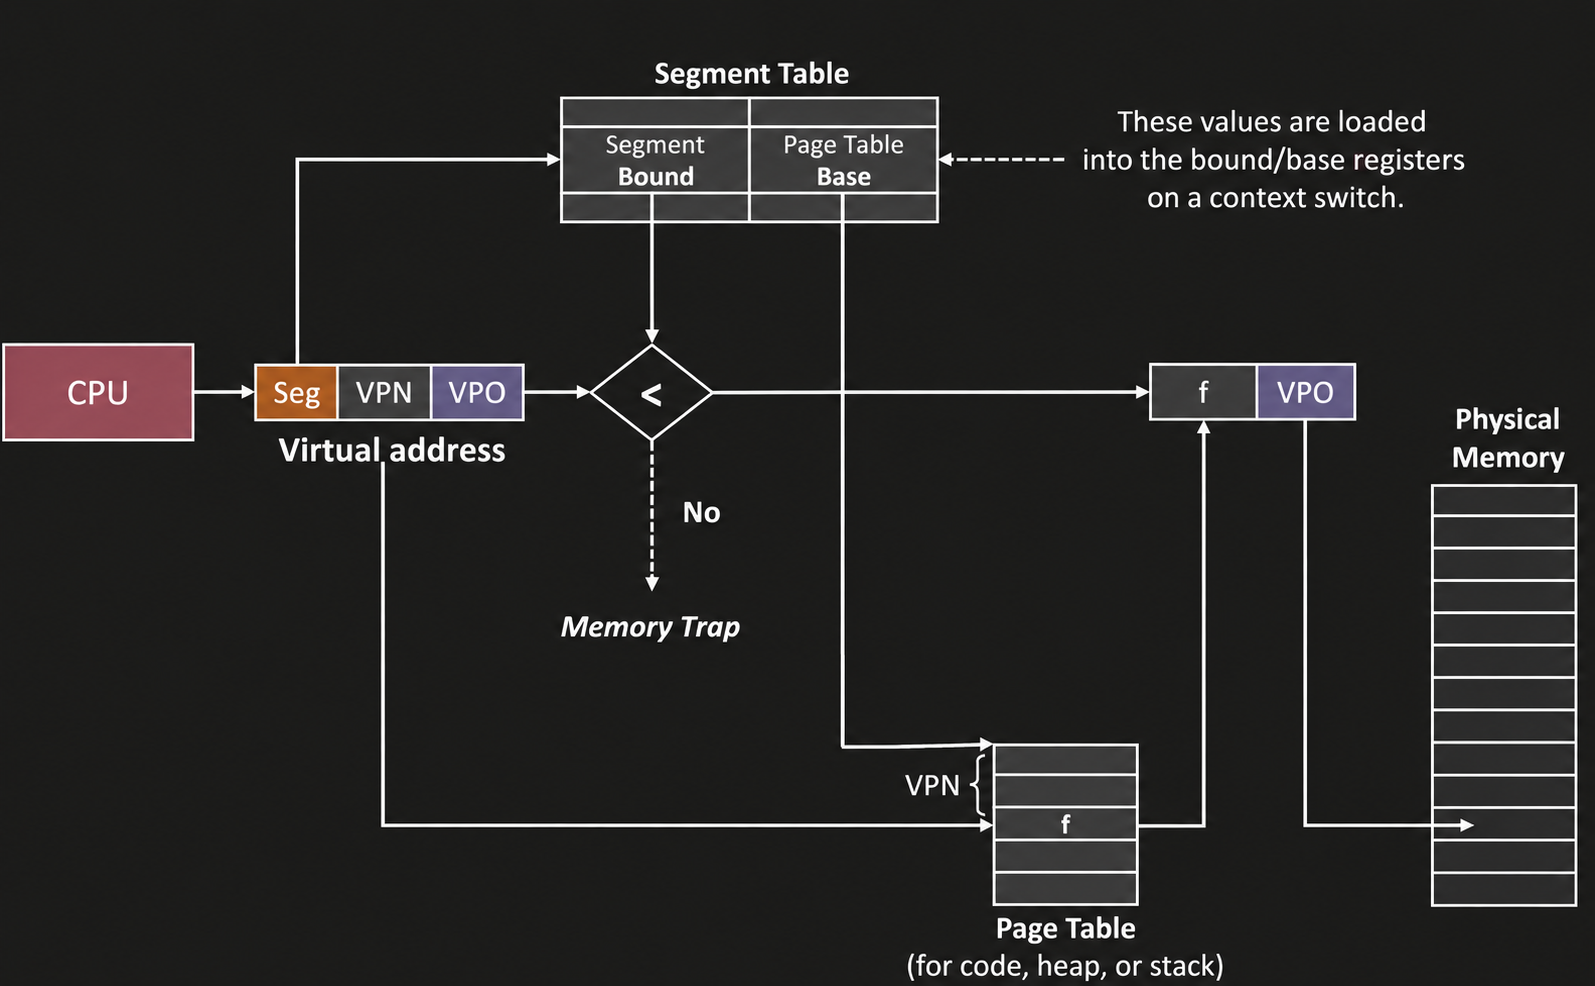 Segment Table
Segment
Bound
Page Table
Base
These values are loaded
into the bound/base registers
on a context switch.
CPU
Seg
VPN
VPO
Virtual address
<
f
VPO
No
Memory Trap
Physical
Memory
VPN
f
Page Table
(for code, heap, or stack)